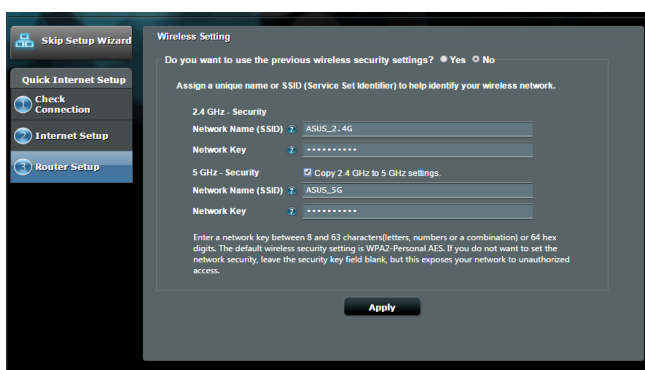 Skip Setup Wizard
Quick Internet Setup
1 Check
Connection
2 Internet Setup
3 Router Setup
Wireless Setting
Do you want to use the previous wireless security settings? Yes No
Assign a unique name or SSID (Service Set Identifier) to help identify your wireless network.
2.4 GHz - Security
Network Name (SSID) ? ASUS_2.4G
Network Key ? ••••••••••
5 GHz - Security Copy 2.4 GHz to 5 GHz settings.
Network Name (SSID) ? ASUS_5G
Network Key ? ••••••••••
Enter a network key between 8 and 63 characters(letters, numbers or a combination) or 64 hex
digits. The default wireless security setting is WPA2-Personal AES. If you do not want to set the
network security, leave the security key field blank, but this exposes your network to unauthorized
access.
Apply